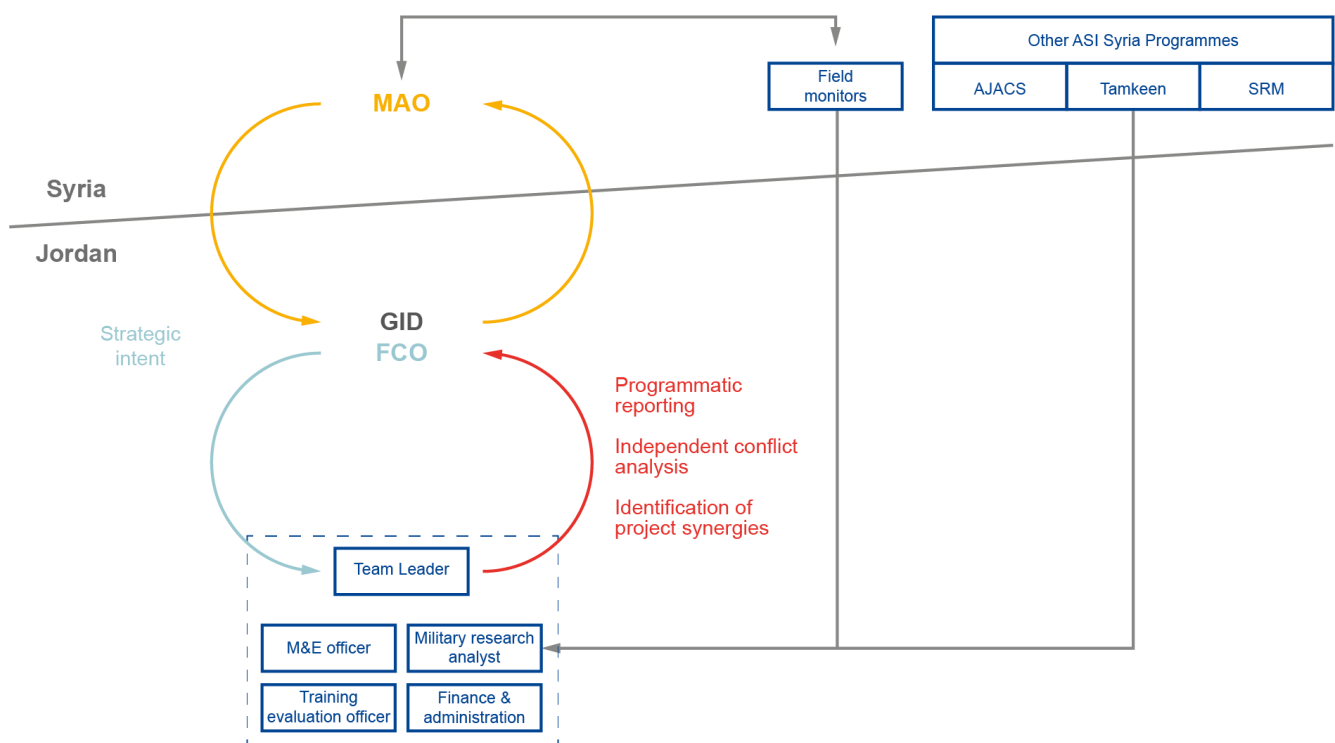 Other ASI Syria Programmes
Field
monitors
AJACS
Tamkeen
SRM
MAO
Syria
Jordan
GID
FCO
Strategic
intent
Programmatic
reporting
Independent conflict
analysis
Identification of
project synergies
Team Leader
M&E officer
Military research
analyst
Training
evaluation officer
Finance &
administration